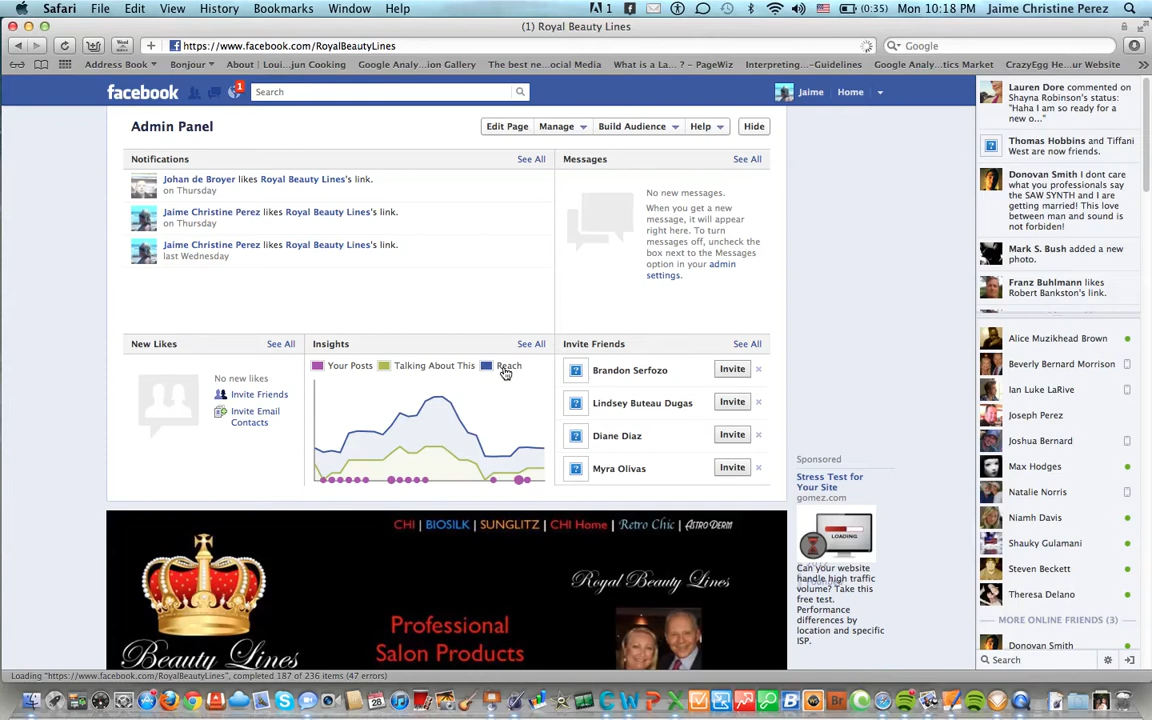 Safari File Edit View History Bookmarks Window Help 1 (0:35) Mon 10:18 PM Jaime Christine Perez
(1) Royal Beauty Lines
https://www.facebook.com/RoyalBeautyLines
Google
Address Book Bonjour About | Loui...jun Cooking Google Analy...ion Gallery The best ne...ocial Media What is a La... ? - PageWiz Interpreting...-Guidelines Google Analy...tics Market CrazyEgg He...ur Website
facebook 1 Search Jaime Home
Admin Panel
Edit Page Manage Build Audience Help Hide
Notifications See All
Johan de Broyer likes Royal Beauty Lines's link.
on Thursday
Jaime Christine Perez likes Royal Beauty Lines's link.
on Thursday
Jaime Christine Perez likes Royal Beauty Lines's link.
last Wednesday
Messages See All
No new messages.
When you get a new
message, it will appear
right here. To turn
messages off, uncheck the
box next to the Messages
option in your admin
settings.
New Likes See All
No new likes
Invite Friends
Invite Email
Contacts
Insights See All
Your Posts Talking About This Reach
Invite Friends See All
Brandon Serfozo Invite
Lindsey Buteau Dugas Invite
Diane Diaz Invite
Myra Olivas Invite
CHI | BIOSILK | SUNGLITZ | CHI Home | Retro Chic | ASTRODERM
Royal Beauty Lines
Professional
Salon Products
Beauty Lines
Sponsored
Stress Test for
Your Site
gomez.com
LOADING
Can your website
handle high traffic
volume? Take this
free test.
Performance
differences by
location and specific
ISP.
Lauren Dore commented on
Shayna Robinson's status:
"Haha I am so ready for a
new o..."
Thomas Hobbins and Tiffani
West are now friends.
Donovan Smith I dont care
what you professionals say
the SAW SYNTH and I are
getting married! This love
between man and sound is
not forbidden!
Mark S. Bush added a new
photo.
Franz Buhlmann likes
Robert Bankston's link.
Alice Muzikhead Brown
Beverly Bernard Morrison
Ian Luke LaRive
Joseph Perez
Joshua Bernard
Max Hodges
Natalie Norris
Niamh Davis
Shauky Gulamani
Steven Beckett
Theresa Delano
MORE ONLINE FRIENDS (3)
Donovan Smith
Search
Loading "https://www.facebook.com/RoyalBeautyLines", completed 187 of 236 items (47 errors)